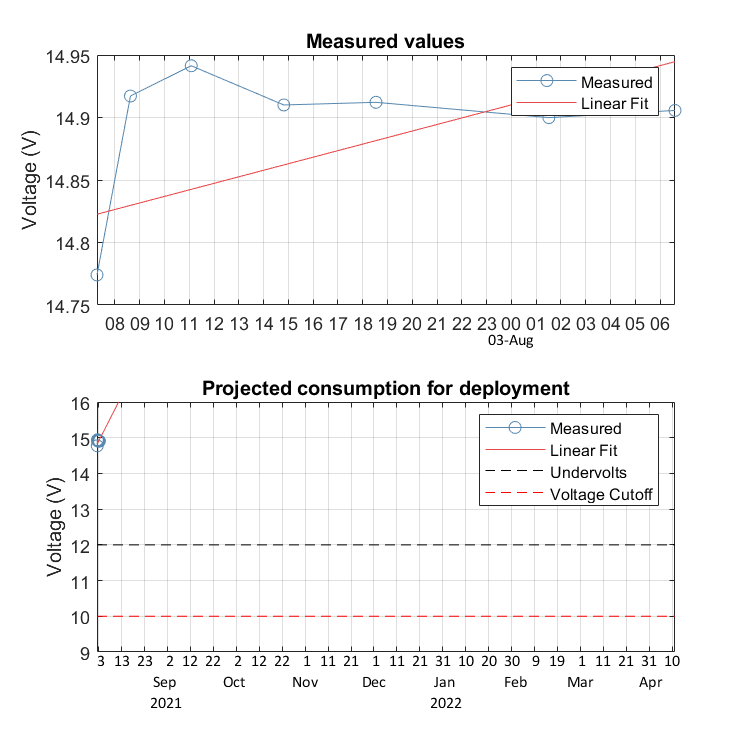 Measured values
14.95
14.9
14.85
14.8
14.75
Voltage (V)
Measured
Linear Fit
08 09 10 11 12 13 14 15 16 17 18 19 20 21 22 23 00 01 02 03 04 05 06
03-Aug
Projected consumption for deployment
16
15
14
13
12
11
10
9
Voltage (V)
Measured
Linear Fit
Undervolts
Voltage Cutoff
3 13 23 2 12 22 2 12 22 1 11 21 1 11 21 31 10 20 30 9 19 1 11 21 31 10
Sep Oct Nov Dec Jan Feb Mar Apr
2021 2022